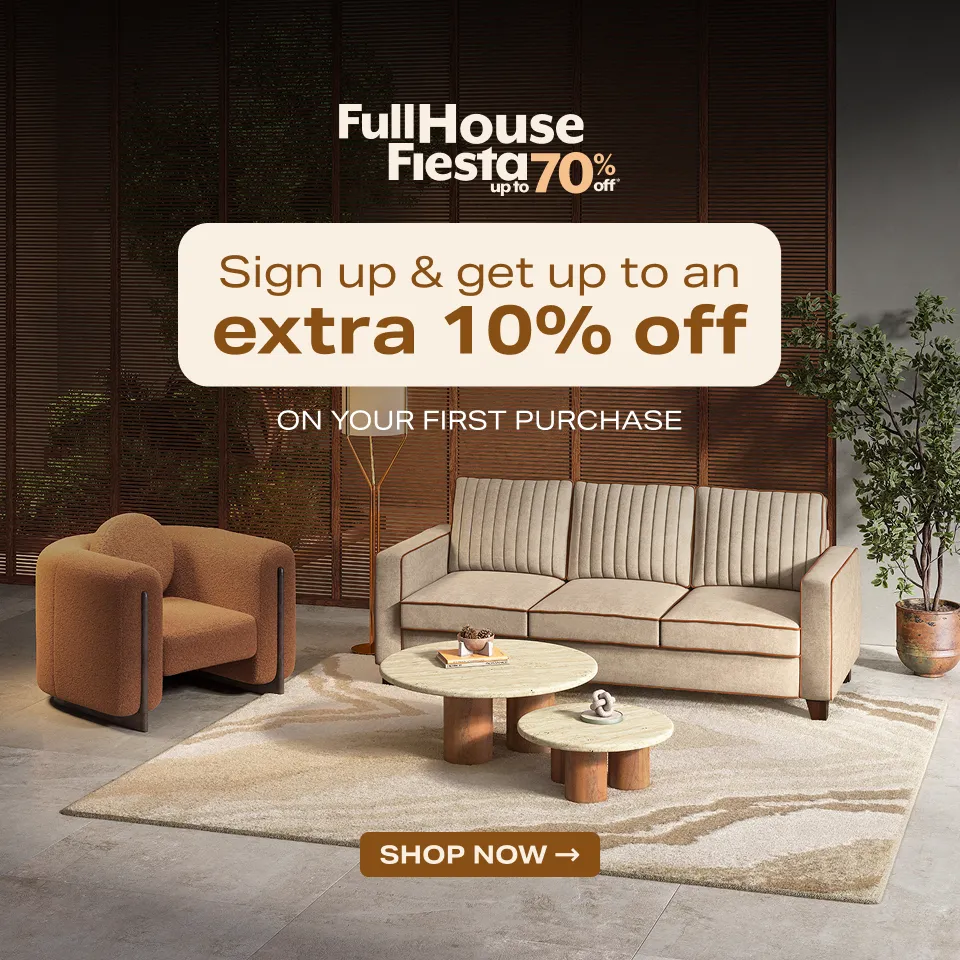 FullHouse
Fiesta up to 70% off*
Sign up & get up to an
extra 10% off
ON YOUR FIRST PURCHASE
SHOP NOW →